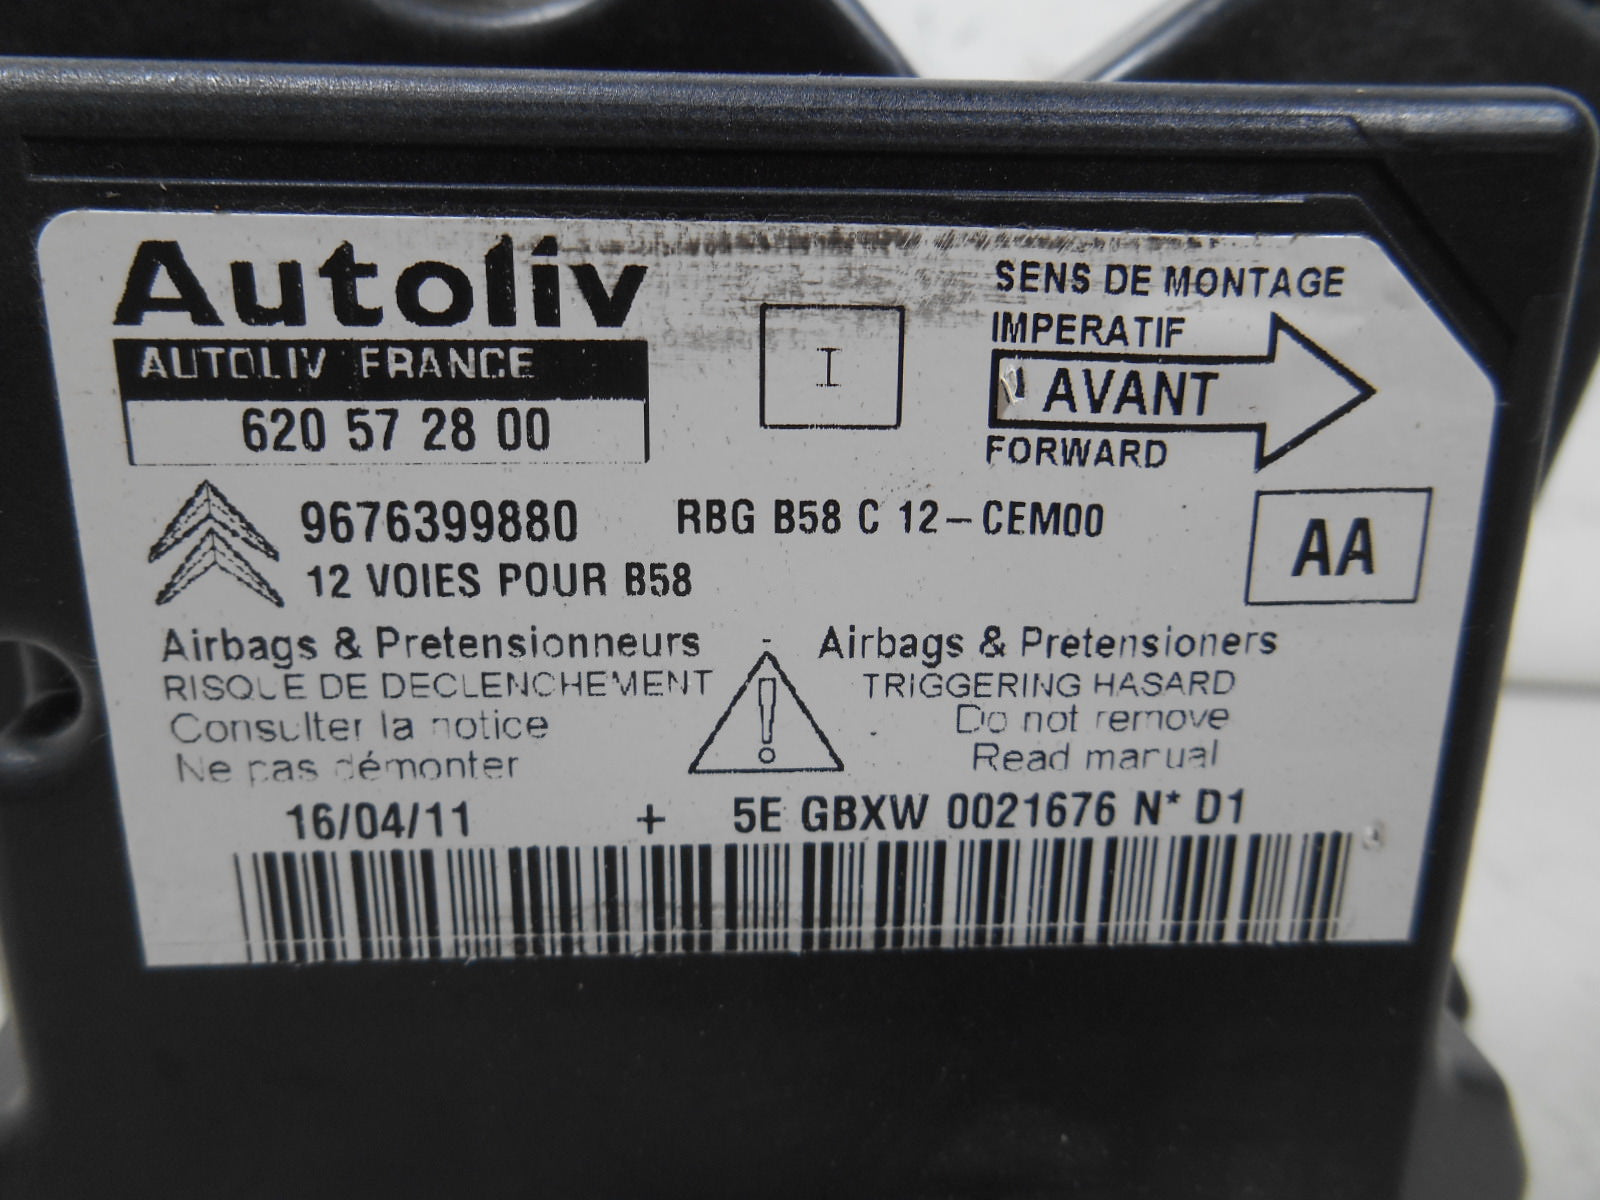 Autoliv
AUTOLIV FRANCE
620 57 28 00
I
SENS DE MONTAGE
IMPERATIF
AVANT
FORWARD
9676399880 RBG B58 C 12-CEM00
12 VOIES POUR B58
AA
Airbags & Pretensionneurs
RISQUE DE DECLENCHEMENT
Consulter la notice
Ne pas démonter
Airbags & Pretensioners
TRIGGERING HASARD
Do not remove
Read manual
16/04/11 + 5E GBXW 0021676 N* D1